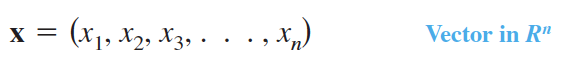 x = (x₁, x₂, x₃, . . . , xₙ) Vector in Rⁿ